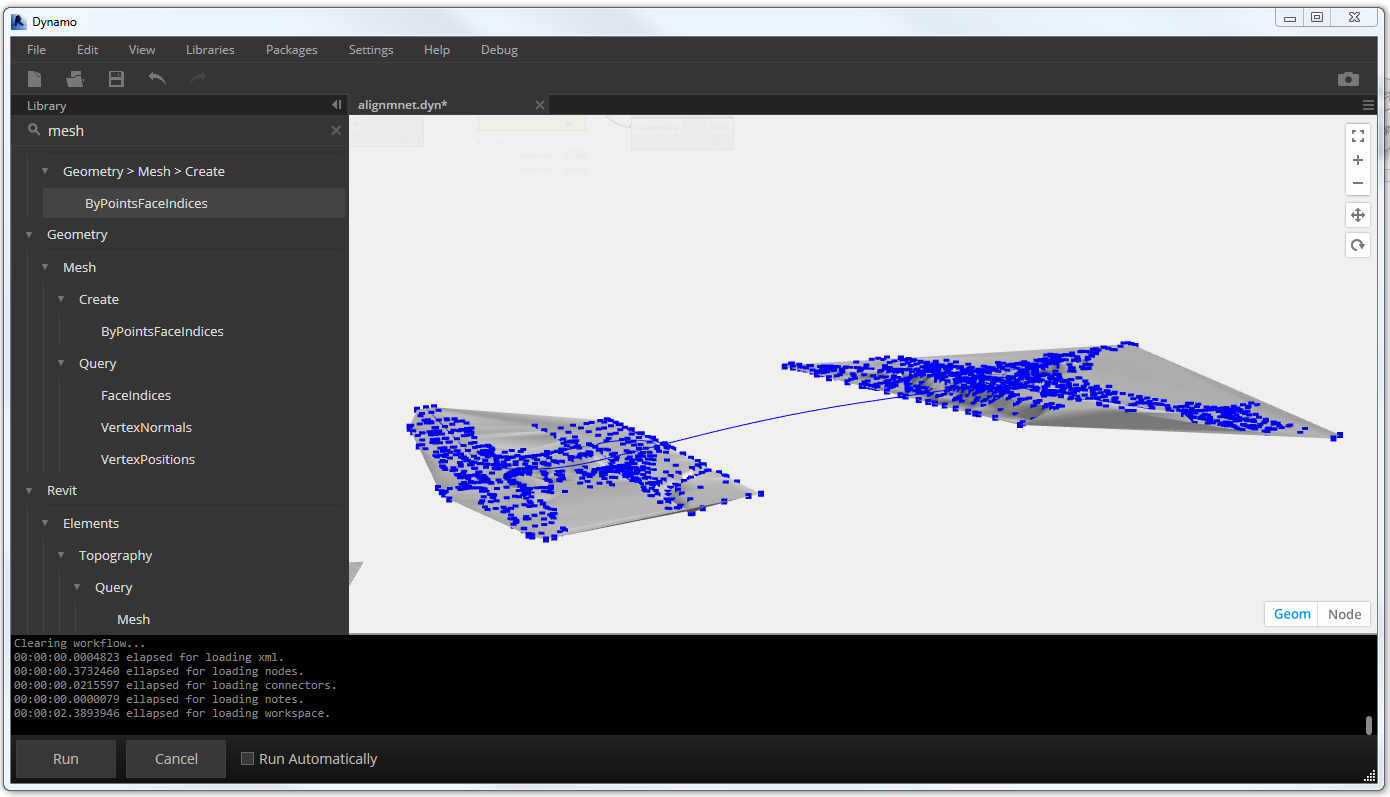 Dynamo
File Edit View Libraries Packages Settings Help Debug
Library
alignmnet.dyn*
mesh
Geometry > Mesh > Create
ByPointsFaceIndices
Geometry
Mesh
Create
ByPointsFaceIndices
Query
FaceIndices
VertexNormals
VertexPositions
Revit
Elements
Topography
Query
Mesh
Geom Node
Clearing workflow...
00:00:00.0004823 elapsed for loading xml.
00:00:00.3732460 ellapsed for loading nodes.
00:00:00.0215597 ellapsed for loading connectors.
00:00:00.0000079 ellapsed for loading notes.
00:00:02.3893946 ellapsed for loading workspace.
Run Cancel Run Automatically